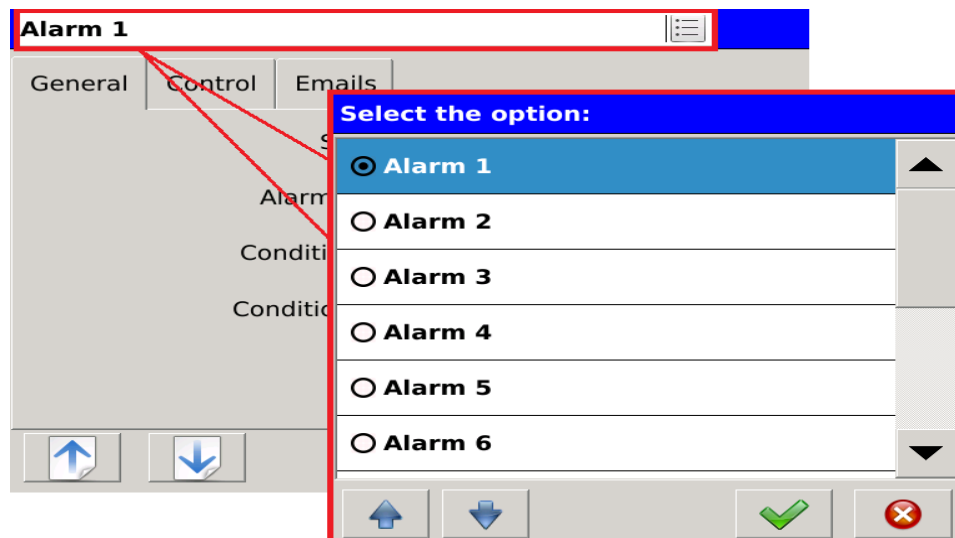 Alarm 1
General Control Emails
Select the option:
Alarm 1
Alarm 2
Alarm 3
Alarm 4
Alarm 5
Alarm 6
Alarm